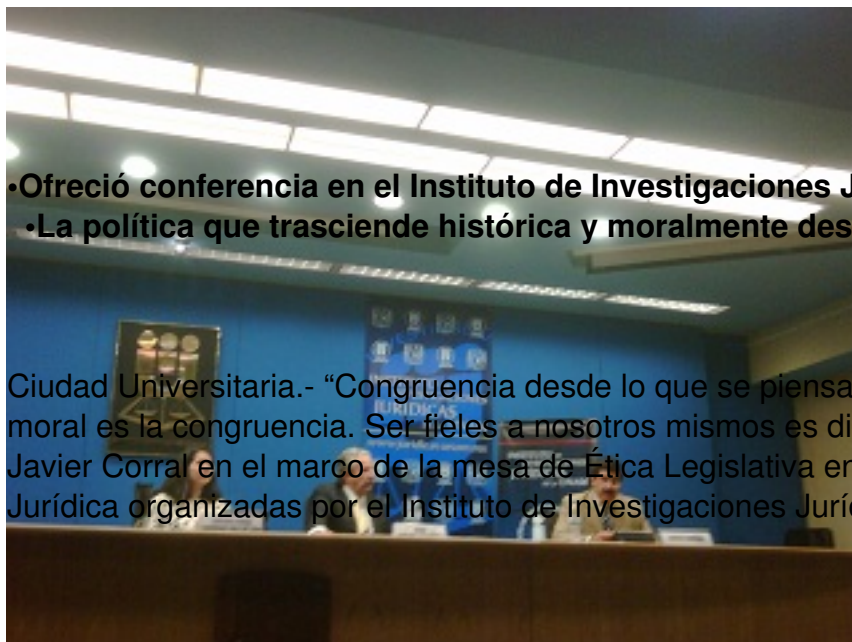 •Ofreció conferencia en el Instituto de Investigaciones J
•La política que trasciende histórica y moralmente des
Ciudad Universitaria.- “Congruencia desde lo que se piensa
JURÍDICAS
moral es la congruencia. Ser fieles a nosotros mismos es di
Javier Corral en el marco de la mesa de Ética Legislativa en
Jurídica organizadas por el Instituto de Investigaciones Juríd